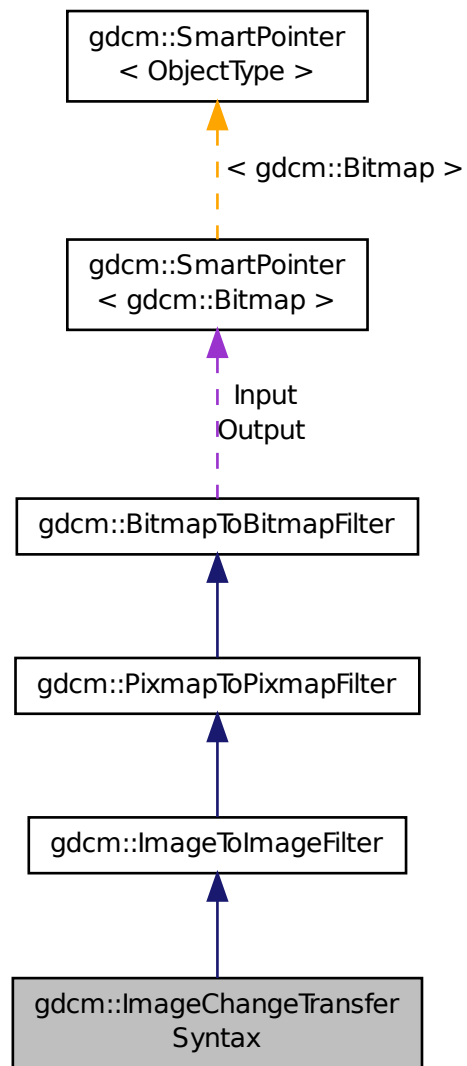 gdcm::SmartPointer
< ObjectType >
< gdcm::Bitmap >
gdcm::SmartPointer
< gdcm::Bitmap >
Input
Output
gdcm::BitmapToBitmapFilter
gdcm::PixmapToPixmapFilter
gdcm::ImageToImageFilter
gdcm::ImageChangeTransfer
Syntax